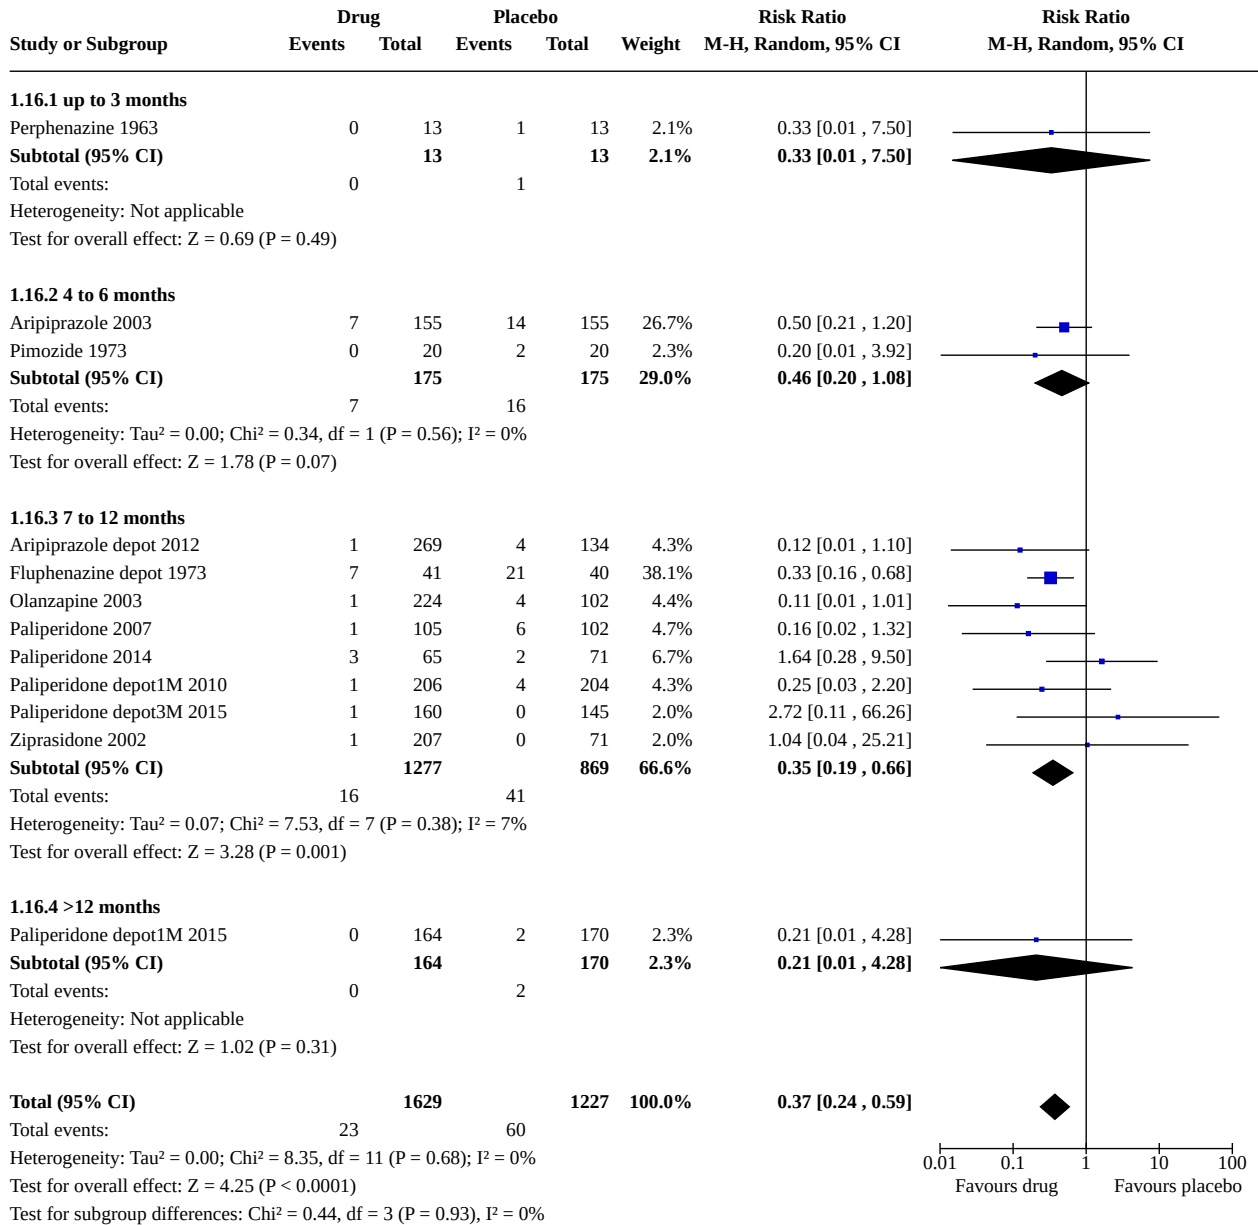 Drug Placebo Risk Ratio Risk Ratio
Study or Subgroup Events Total Events Total Weight M-H, Random, 95% CI M-H, Random, 95% CI
1.16.1 up to 3 months
Perphenazine 1963 0 13 1 13 2.1% 0.33 [0.01 , 7.50]
Subtotal (95% CI) 13 13 2.1% 0.33 [0.01 , 7.50]
Total events: 0 1
Heterogeneity: Not applicable
Test for overall effect: Z = 0.69 (P = 0.49)
1.16.2 4 to 6 months
Aripiprazole 2003 7 155 14 155 26.7% 0.50 [0.21 , 1.20]
Pimozide 1973 0 20 2 20 2.3% 0.20 [0.01 , 3.92]
Subtotal (95% CI) 175 175 29.0% 0.46 [0.20 , 1.08]
Total events: 7 16
Heterogeneity: Tau² = 0.00; Chi² = 0.34, df = 1 (P = 0.56); I² = 0%
Test for overall effect: Z = 1.78 (P = 0.07)
1.16.3 7 to 12 months
Aripiprazole depot 2012 1 269 4 134 4.3% 0.12 [0.01 , 1.10]
Fluphenazine depot 1973 7 41 21 40 38.1% 0.33 [0.16 , 0.68]
Olanzapine 2003 1 224 4 102 4.4% 0.11 [0.01 , 1.01]
Paliperidone 2007 1 105 6 102 4.7% 0.16 [0.02 , 1.32]
Paliperidone 2014 3 65 2 71 6.7% 1.64 [0.28 , 9.50]
Paliperidone depot1M 2010 1 206 4 204 4.3% 0.25 [0.03 , 2.20]
Paliperidone depot3M 2015 1 160 0 145 2.0% 2.72 [0.11 , 66.26]
Ziprasidone 2002 1 207 0 71 2.0% 1.04 [0.04 , 25.21]
Subtotal (95% CI) 1277 869 66.6% 0.35 [0.19 , 0.66]
Total events: 16 41
Heterogeneity: Tau² = 0.07; Chi² = 7.53, df = 7 (P = 0.38); I² = 7%
Test for overall effect: Z = 3.28 (P = 0.001)
1.16.4 >12 months
Paliperidone depot1M 2015 0 164 2 170 2.3% 0.21 [0.01 , 4.28]
Subtotal (95% CI) 164 170 2.3% 0.21 [0.01 , 4.28]
Total events: 0 2
Heterogeneity: Not applicable
Test for overall effect: Z = 1.02 (P = 0.31)
Total (95% CI) 1629 1227 100.0% 0.37 [0.24 , 0.59]
Total events: 23 60
Heterogeneity: Tau² = 0.00; Chi² = 8.35, df = 11 (P = 0.68); I² = 0%
0.01 0.1 1 10 100
Test for overall effect: Z = 4.25 (P < 0.0001) Favours drug Favours placebo
Test for subgroup differences: Chi² = 0.44, df = 3 (P = 0.93), I² = 0%